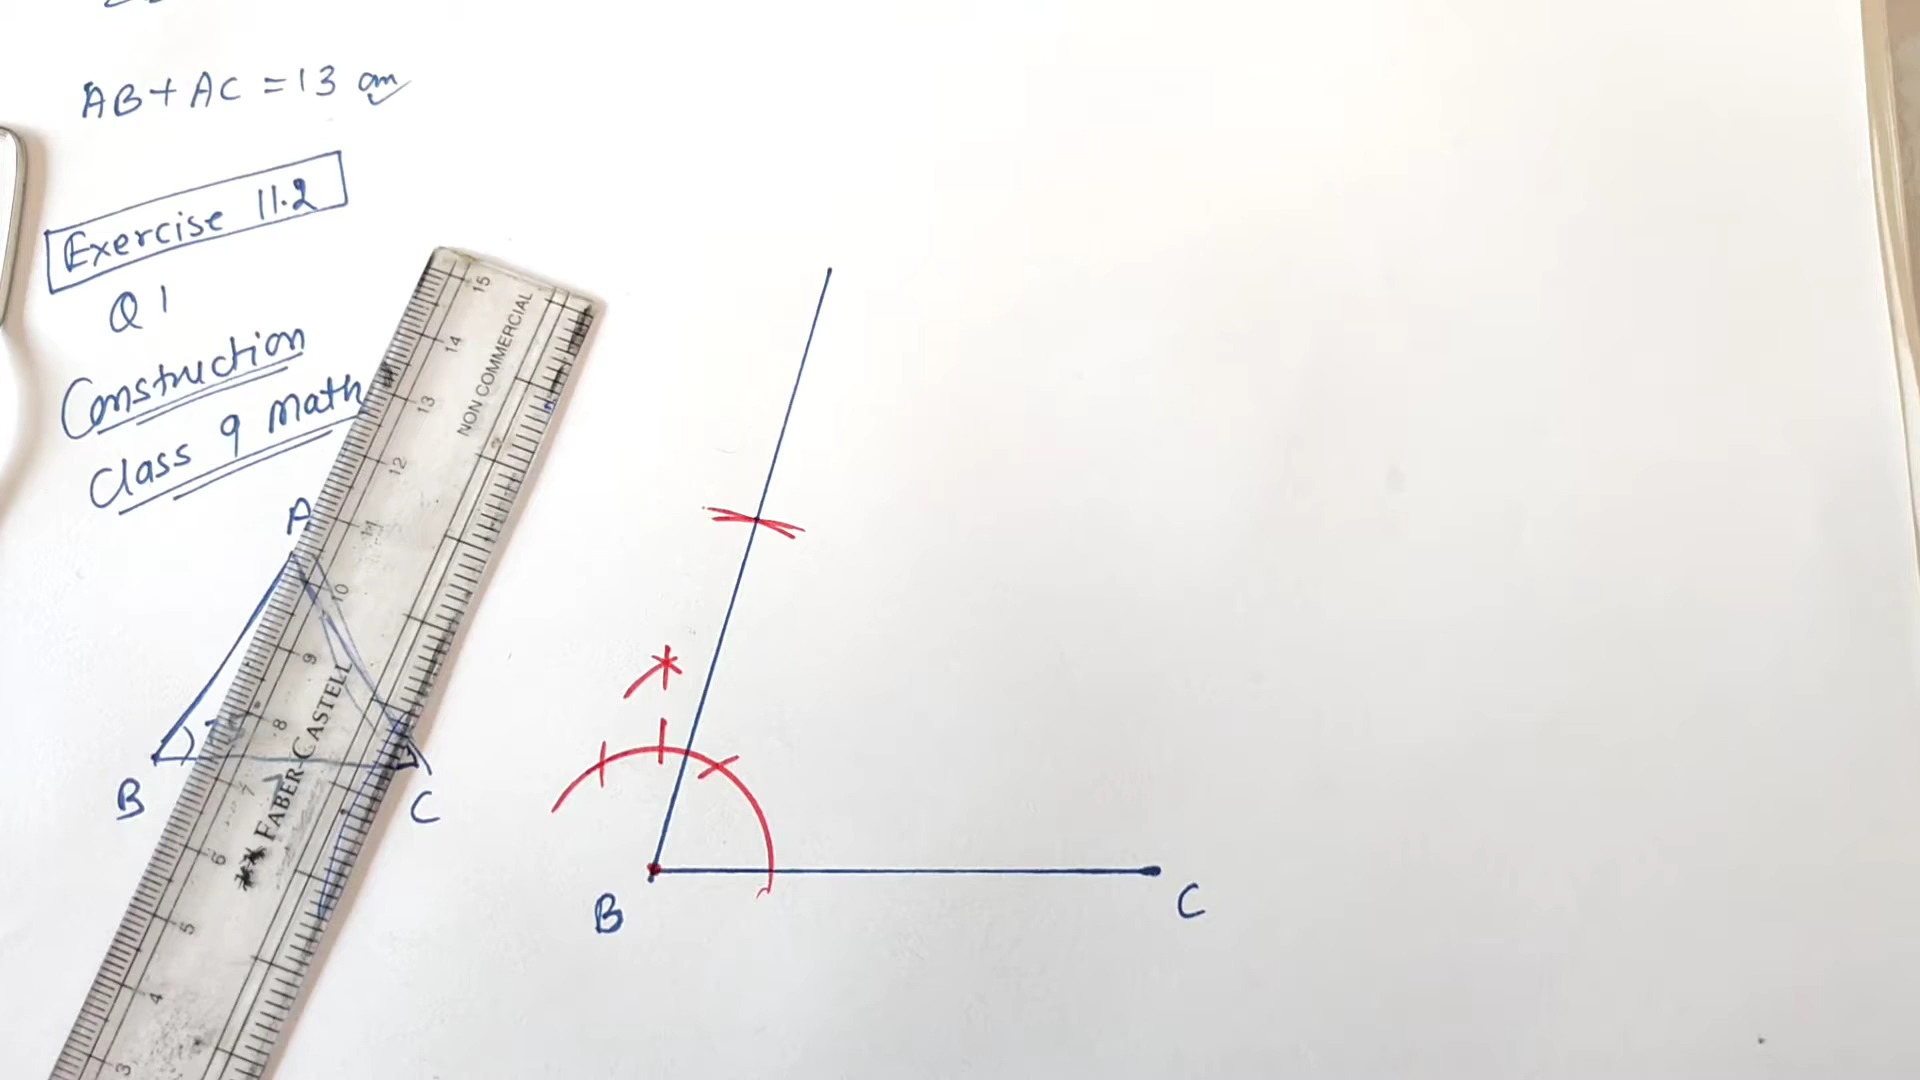 AB + AC = 13 cm
Exercise 11.2
Q 1
Construction
Class 9 math
A
B
C
7
15
14
13
12
11
10
9
8
7
6
5
4
3
NON COMMERCIAL
FABER-CASTELL
B
C